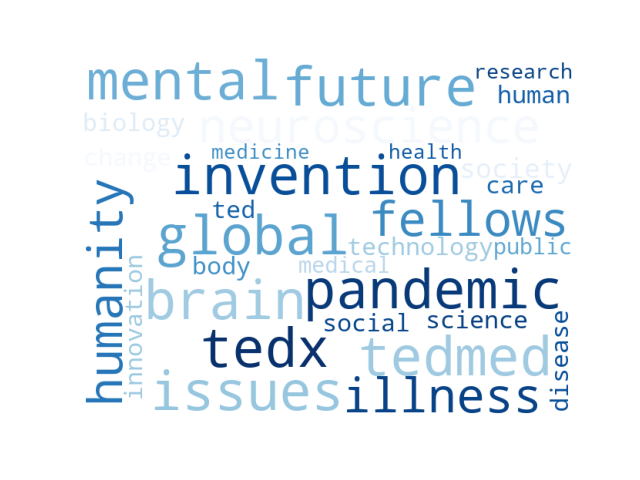 mental future research
human
biology neuroscience
change medicine health
invention society
care
humanity ted fellows
global technology public
body medical
innovation brain pandemic
social science disease
tedx tedmed
issues illness